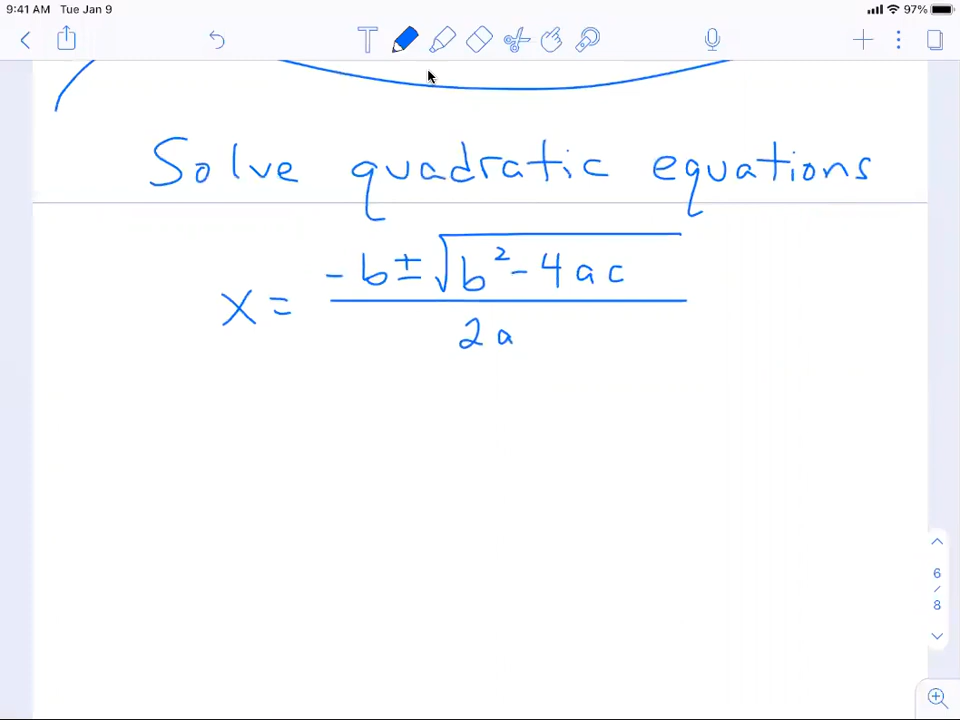 9:41 AM Tue Jan 9 97%
T
Solve quadratic equations
x = (-b ± √(b² - 4ac)) / 2a
6
/
8